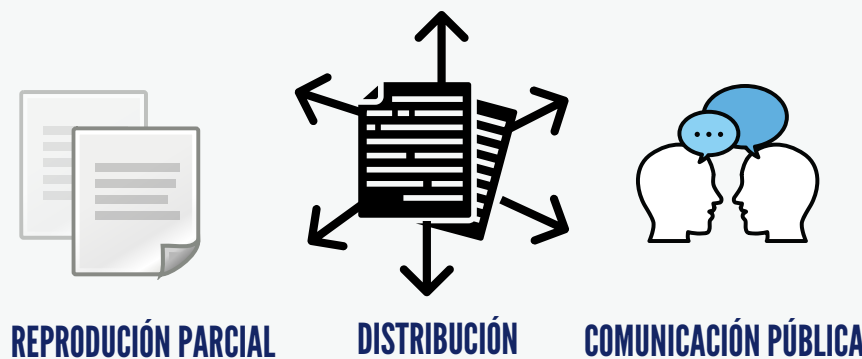 REPRODUCIÓN PARCIAL
DISTRIBUCIÓN
COMUNICACIÓN PÚBLICA